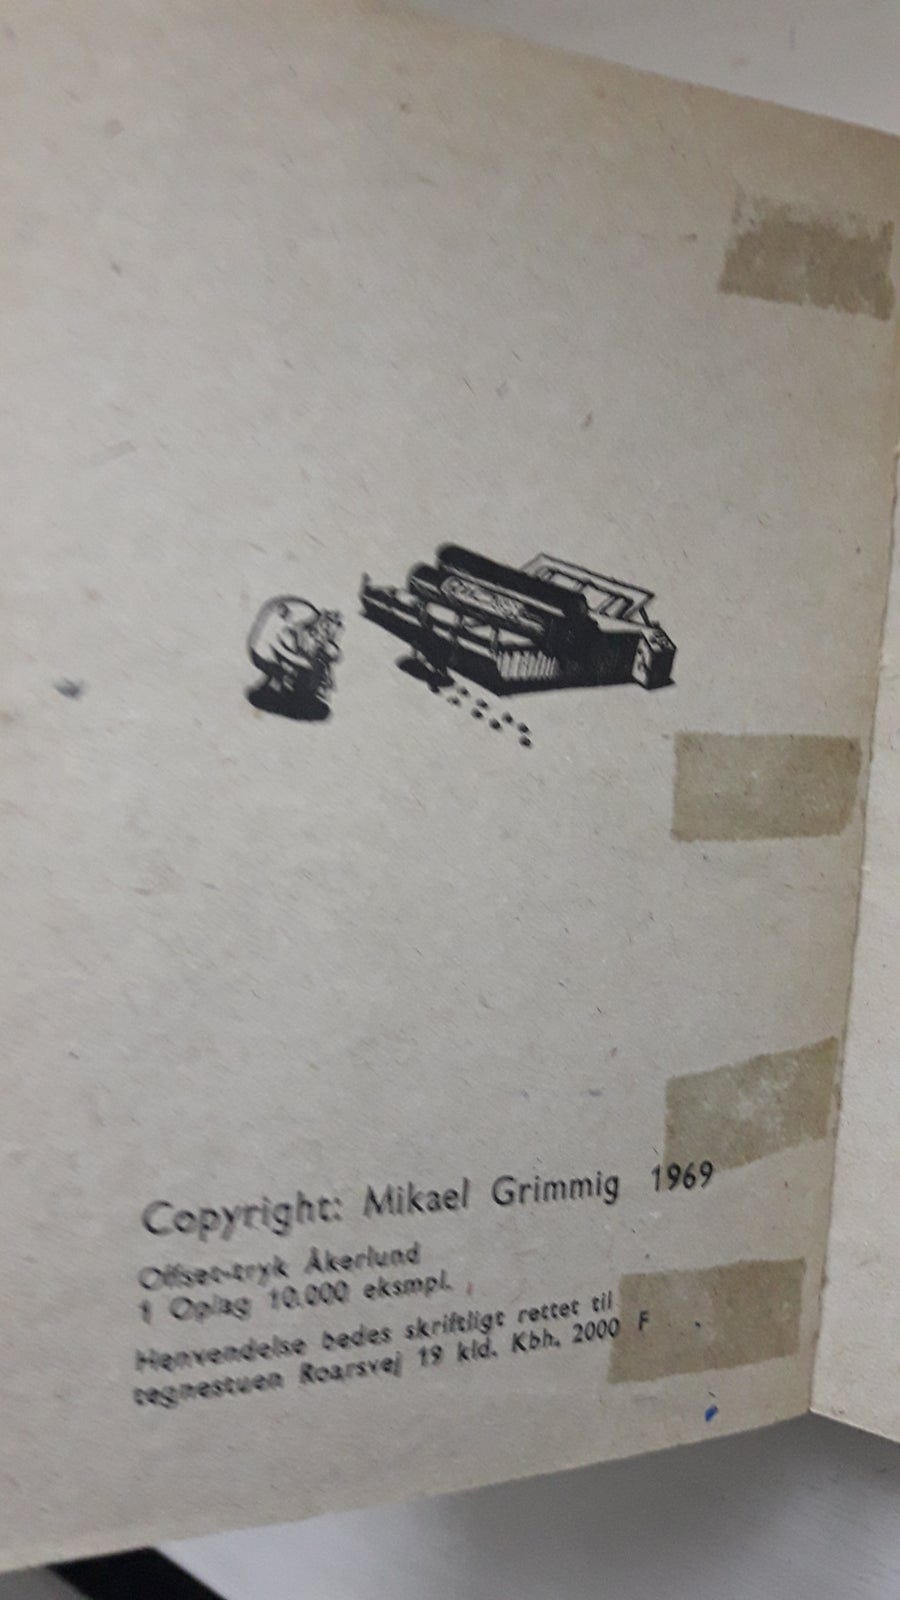 Copyright: Mikael Grimmig 1969
Offset-tryk Åkerlund
1 Oplag 10.000 eksmpl.
Henvendelse bedes skriftligt rettet til
tegnestuen Roarsvej 19 kld. Kbh. 2000 F